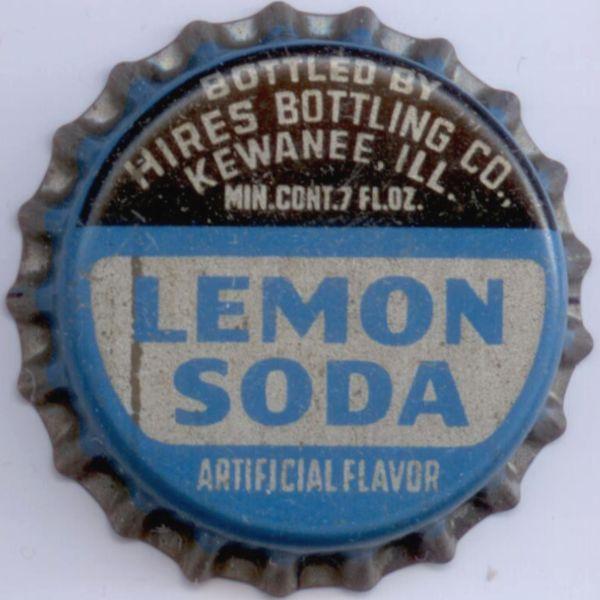 BOTTLED BY
HIRES BOTTLING CO.,
KEWANEE, ILL.
MIN.CONT.7 FL.OZ.
LEMON
SODA
ARTIFICIAL FLAVOR